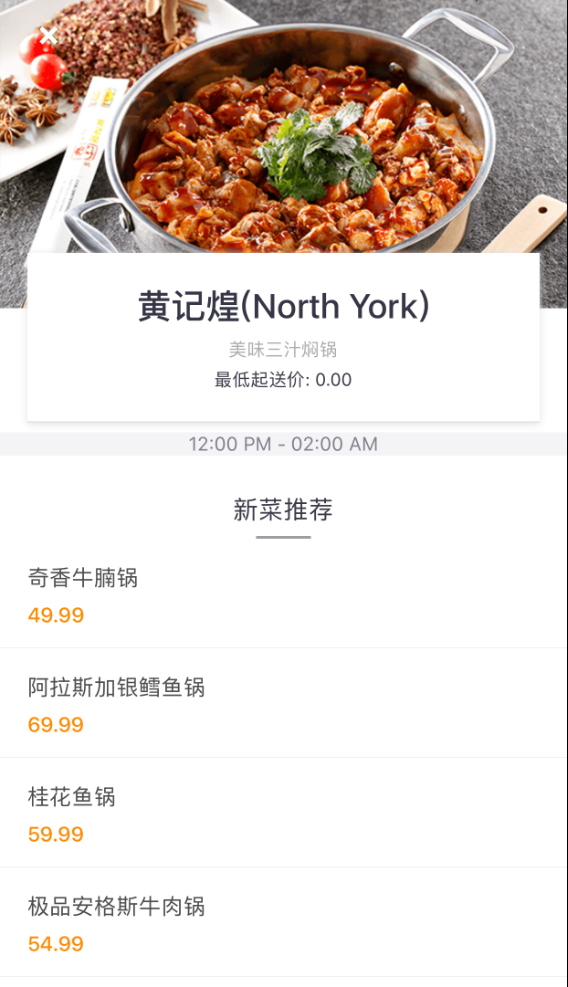 黄记煌(North York)
美味三汁焖锅
最低起送价: 0.00
12:00 PM - 02:00 AM
新菜推荐
奇香牛腩锅
49.99
阿拉斯加银鳕鱼锅
69.99
桂花鱼锅
59.99
极品安格斯牛肉锅
54.99